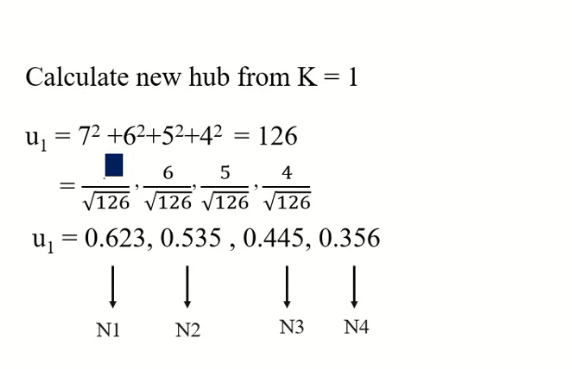 Calculate new hub from K = 1
u₁ = 7² +6²+5²+4² = 126
= /√126 , 6/√126 , 5/√126 , 4/√126
u₁ = 0.623, 0.535 , 0.445, 0.356
N1 N2 N3 N4